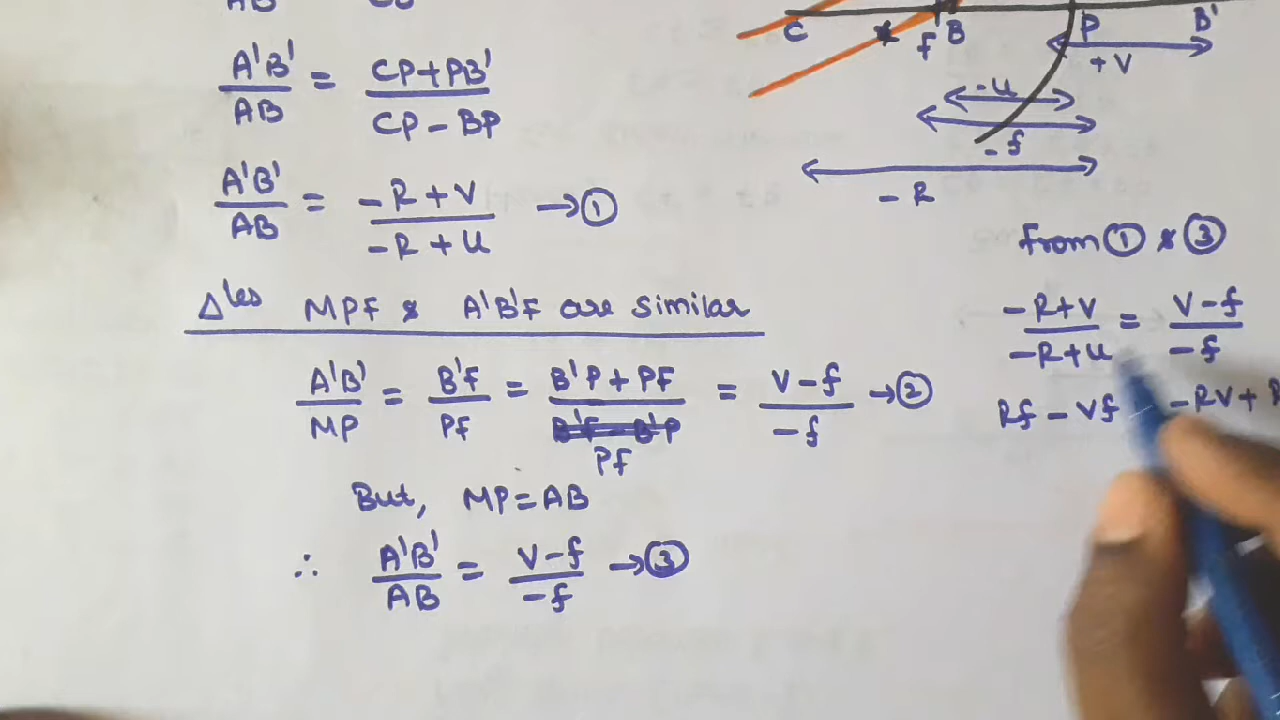 A'B'/AB = CP+PB'/CP-BP
A'B'/AB = -R+V/-R+U → ①
Δles MPF & A'B'F are similar
A'B'/MP = B'F/PF = B'P+PF/PF = V-f/-f → ②
But, MP=AB
∴ A'B'/AB = V-f/-f → ③
C F B P B'
+V
-u
-f
-R
from ① & ③
-R+V/-R+U = V-f/-f
Rf - Vf -RV+